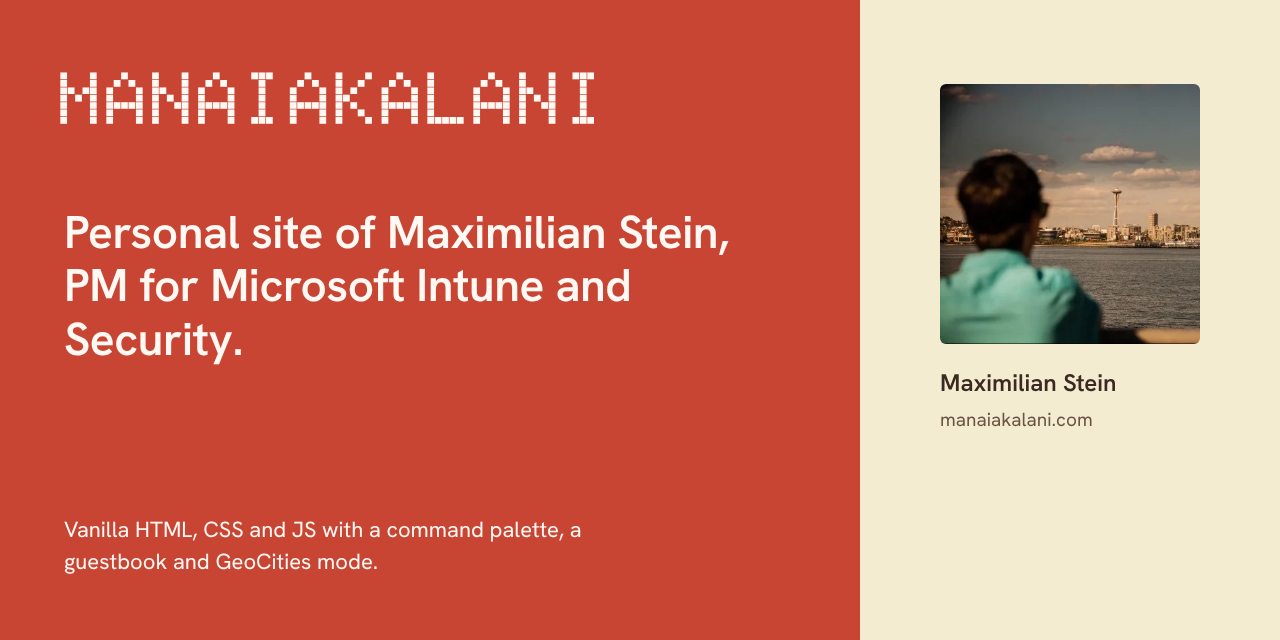 MANAIAKALANI
Personal site of Maximilian Stein,
PM for Microsoft Intune and
Security.
Vanilla HTML, CSS and JS with a command palette, a
guestbook and GeoCities mode.
Maximilian Stein
manaiakalani.com